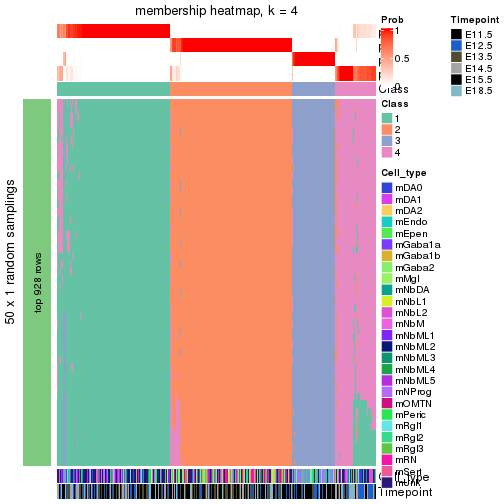 membership heatmap, k = 4
50 x 1 random samplings
top 928 rows
Prob
1
0.5
0
Class
Class
1
2
3
4
Cell_type
mDA0
mDA1
mDA2
mEndo
mEpen
mGaba1a
mGaba1b
mGaba2
mMgl
mNbDA
mNbL1
mNbL2
mNbM
mNbML1
mNbML2
mNbML3
mNbML4
mNbML5
mNProg
mOMTN
mPeric
mRgl1
mRgl2
mRgl3
mRN
mSert
Cell_type
Timepoint
Timepoint
E11.5
E12.5
E13.5
E14.5
E15.5
E18.5